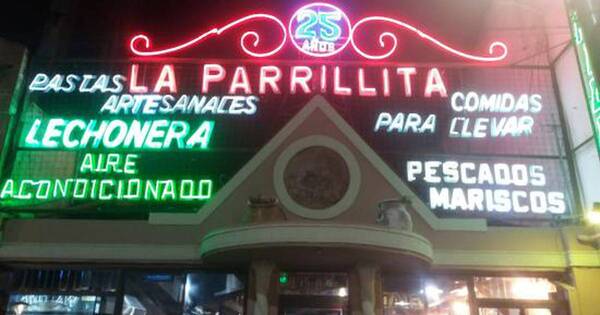 25
AÑOS
LA PARRILLITA
PASTAS
ARTESANALES
LECHONERA
AIRE
ACONDICIONADO
COMIDAS
PARA LLEVAR
PESCADOS
MARISCOS